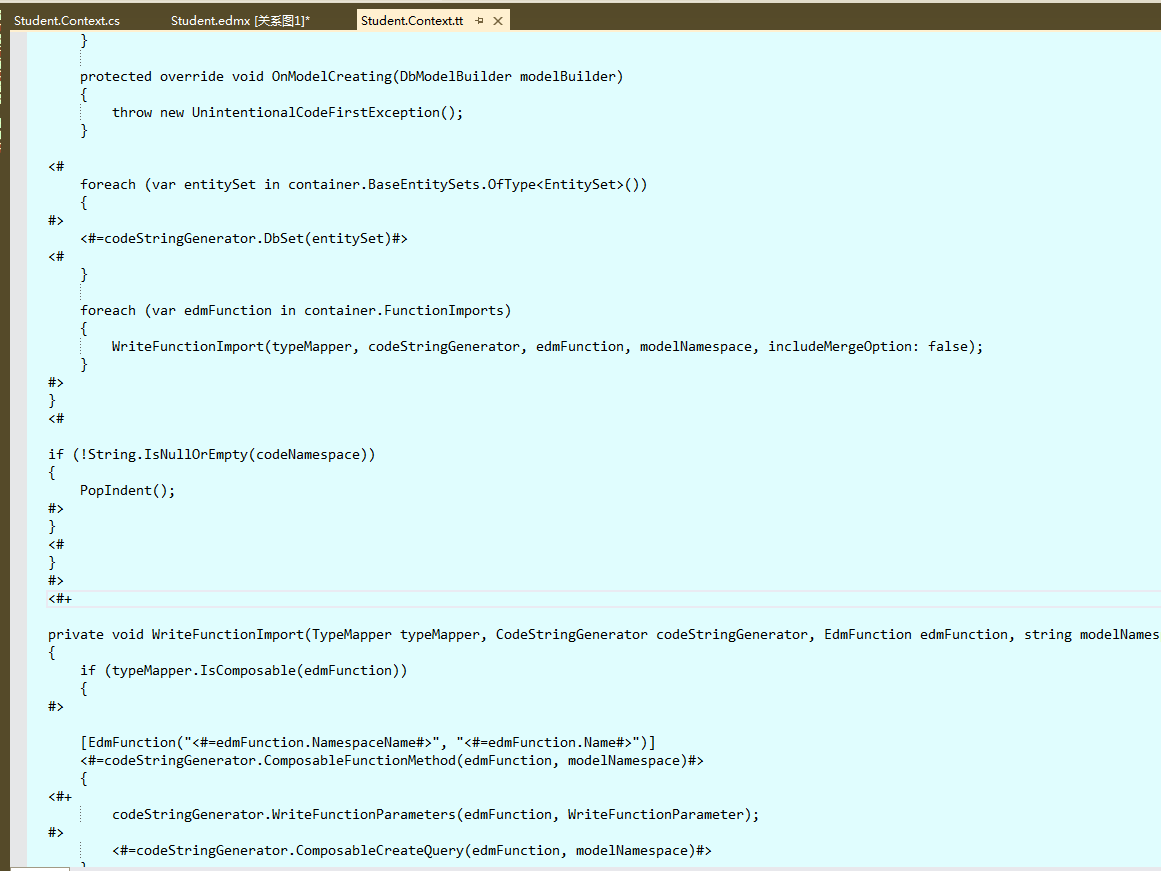 Student.Context.cs Student.edmx [关系图1]* Student.Context.tt
}
protected override void OnModelCreating(DbModelBuilder modelBuilder)
{
throw new UnintentionalCodeFirstException();
}
<#
foreach (var entitySet in container.BaseEntitySets.OfType<EntitySet>())
{
#>
<#=codeStringGenerator.DbSet(entitySet)#>
<#
}
foreach (var edmFunction in container.FunctionImports)
{
WriteFunctionImport(typeMapper, codeStringGenerator, edmFunction, modelNamespace, includeMergeOption: false);
}
#>
}
<#
if (!String.IsNullOrEmpty(codeNamespace))
{
PopIndent();
#>
}
<#
}
#>
<#+
private void WriteFunctionImport(TypeMapper typeMapper, CodeStringGenerator codeStringGenerator, EdmFunction edmFunction, string modelNames
{
if (typeMapper.IsComposable(edmFunction))
{
#>
[EdmFunction("<#=edmFunction.NamespaceName#>", "<#=edmFunction.Name#>")]
<#=codeStringGenerator.ComposableFunctionMethod(edmFunction, modelNamespace)#>
{
<#+
codeStringGenerator.WriteFunctionParameters(edmFunction, WriteFunctionParameter);
#>
<#=codeStringGenerator.ComposableCreateQuery(edmFunction, modelNamespace)#>
}